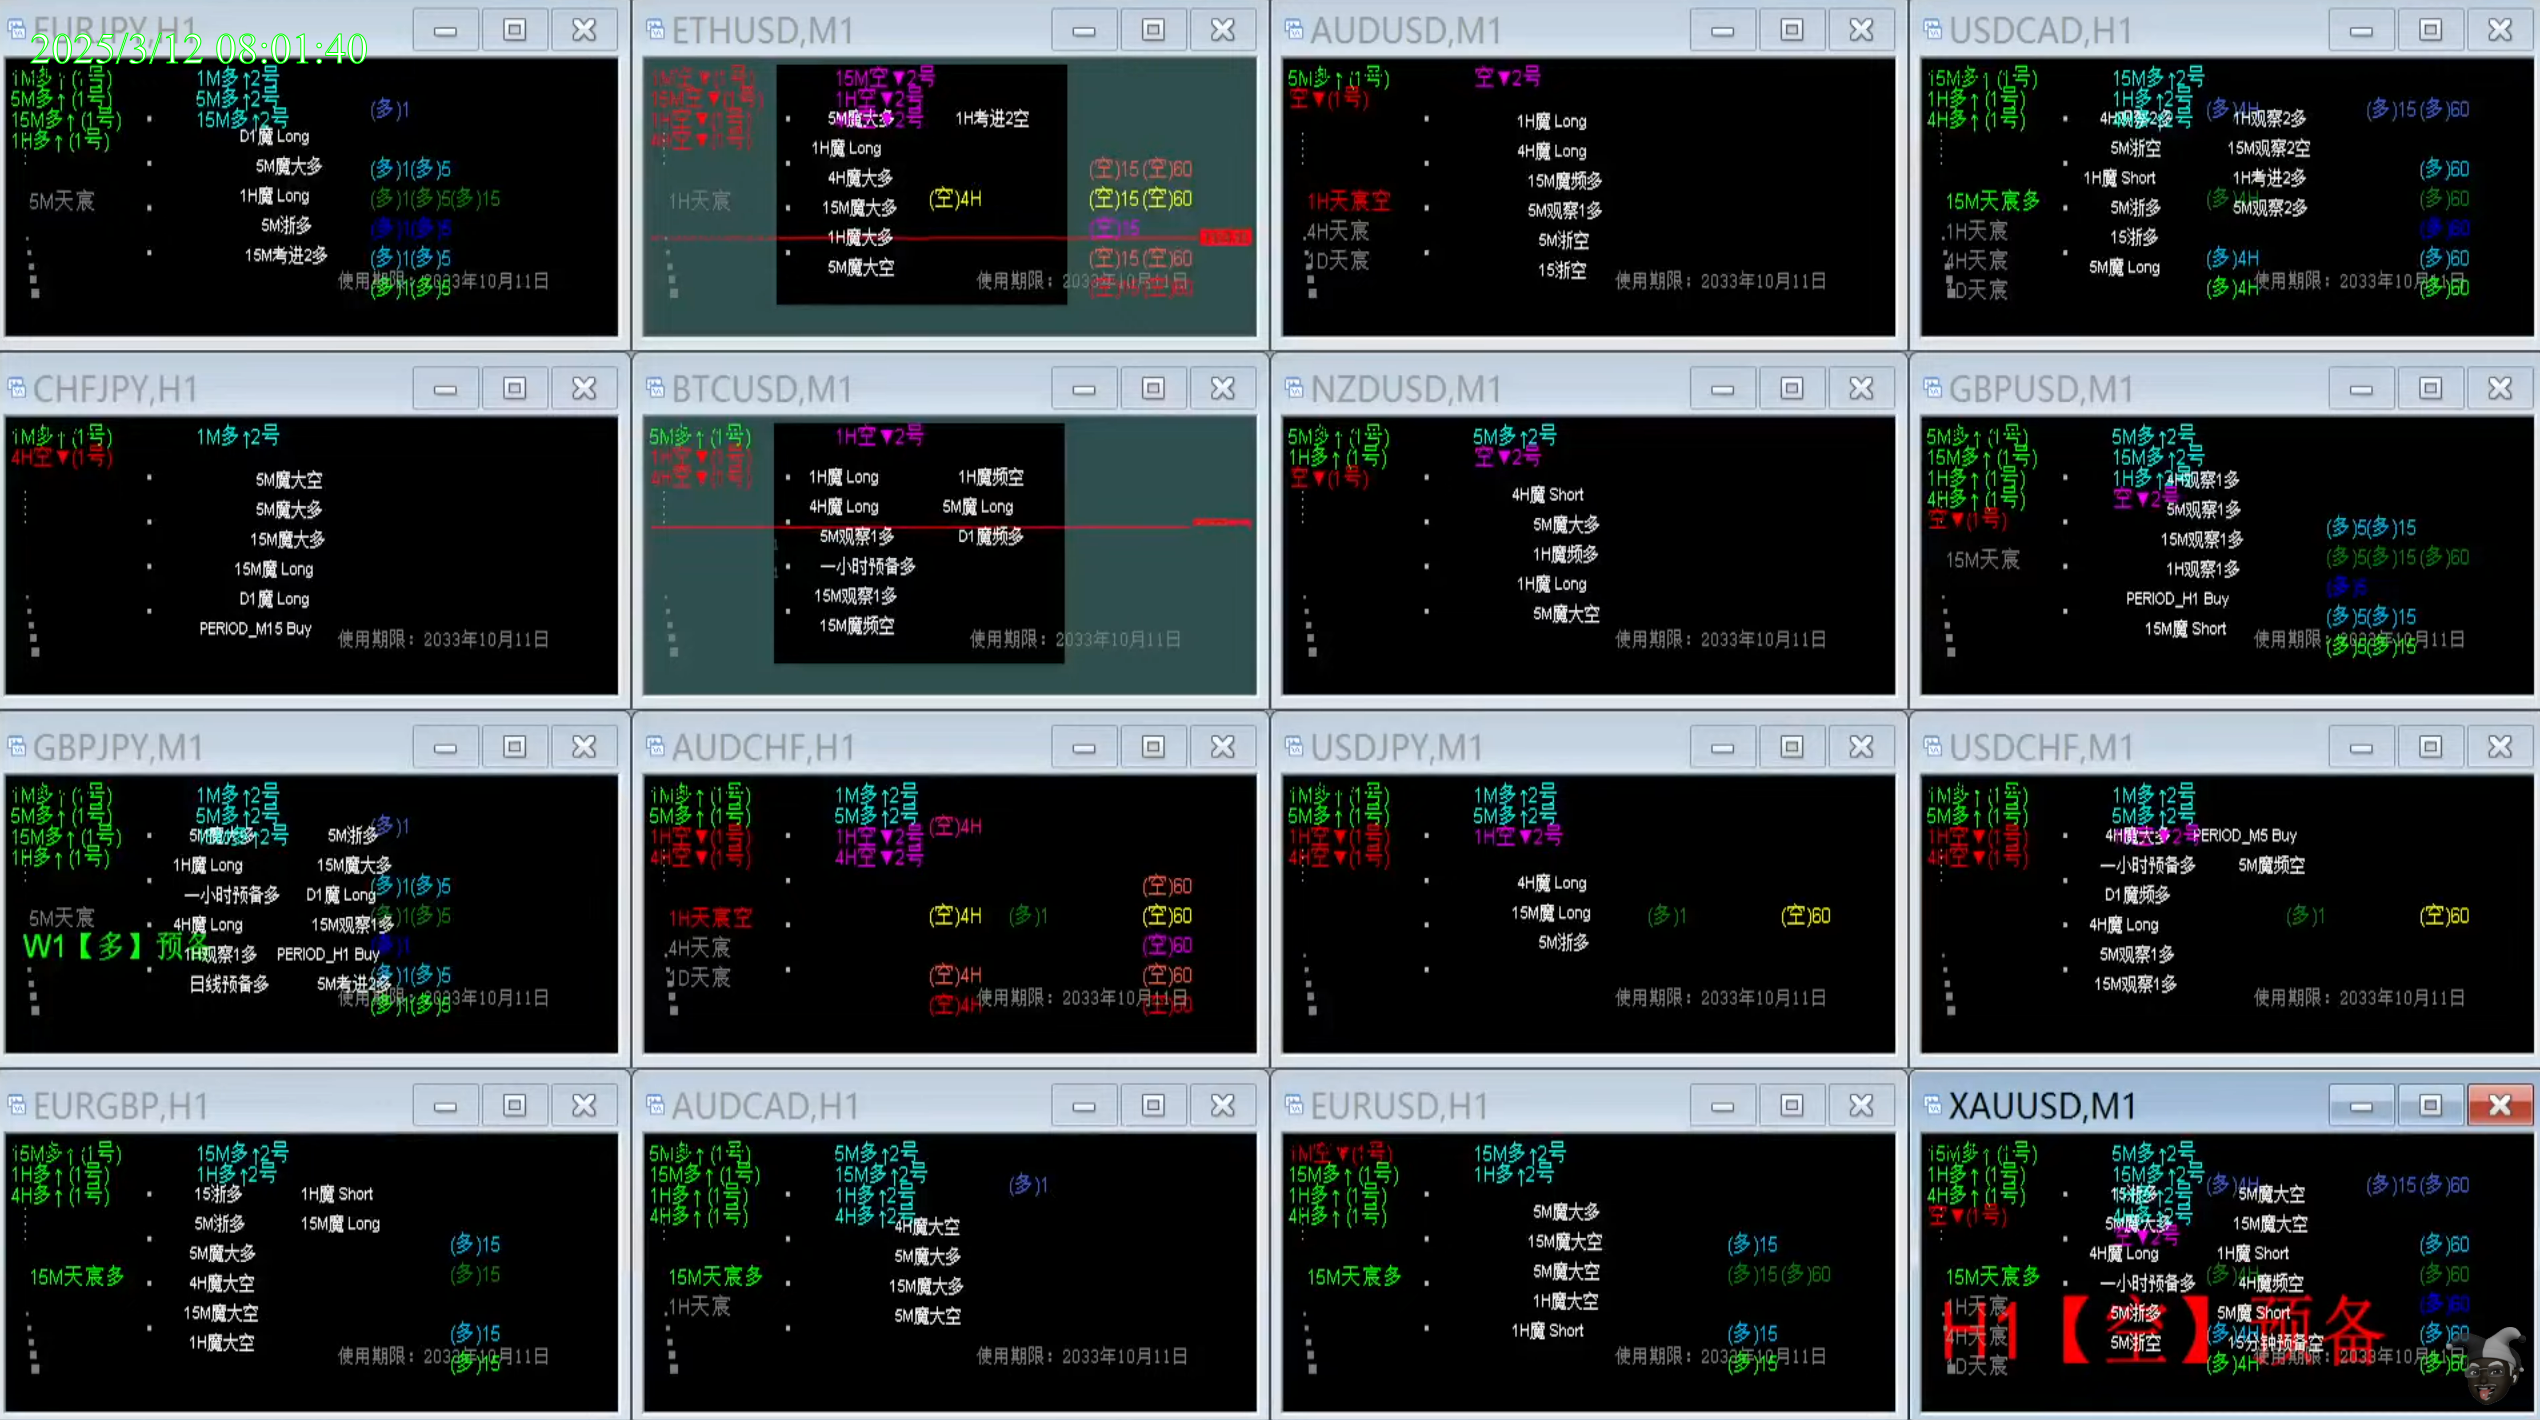 EURJPY,H1
2025/3/12 08:01:40
1M多↑(1号) 1M多↑2号
5M多↑(1号) 5M多↑2号 (多)1
15M多↑(1号) 15M多↑2号
1H多↑(1号) D1魔 Long
5M魔大多 (多)1(多)5
5M天宸 1H魔 Long (多)1(多)5(多)15
5M浙多 (多)1(多)5
15M考进2多 (多)1(多)5
使用期限：2033年10月11日
(多)1(多)5
ETHUSD,M1
1M空▼(1号) 15M空▼2号
15M空▼(1号) 1H空▼2号
1H空▼(1号) 5M魔大多 1H考进2空
4H空▼(1号) 1H魔 Long
4H魔大多 (空)15(空)60
1H天宸 15M魔大多 (空)4H (空)15(空)60
1H魔大多 (空)15
5M魔大空 (空)15(空)60
使用期限：2033年10月11日
AUDUSD,M1
5M多↑(1号) 空▼2号
空▼(1号)
1H魔 Long
4H魔 Long
15M魔频多
1H天宸空 5M观察1多
4H天宸 5M浙空
1D天宸 15浙空
使用期限：2033年10月11日
USDCAD,H1
15M多↑(1号) 15M多↑2号
1H多↑(1号) 1H多↑2号 (多)4H (多)15(多)60
4H多↑(1号) 4H观察2多 1H观察2多
5M浙空 15M观察2空
1H魔 Short 1H考进2多 (多)60
15M天宸多 5M浙多 (多)4H 5M观察2多 (多)60
1H天宸 15浙多 (多)60
4H天宸 5M魔 Long (多)4H (多)60
1D天宸 (多)4H 使用期限：2033年10月11日 (多)60
CHFJPY,H1
1M多↑(1号) 1M多↑2号
4H空▼(1号)
5M魔大空
5M魔大多
15M魔大多
15M魔 Long
D1魔 Long
PERIOD_M15 Buy
使用期限：2033年10月11日
BTCUSD,M1
5M多↑(1号) 1H空▼2号
1H空▼(1号)
4H空▼(1号) 1H魔 Long 1H魔频空
4H魔 Long 5M魔 Long
5M观察1多 D1魔频多
一小时预备多
15M观察1多
15M魔频空
使用期限：2033年10月11日
NZDUSD,M1
5M多↑(1号) 5M多↑2号
1H多↑(1号) 空▼2号
空▼(1号)
4H魔 Short
5M魔大多
1H魔频多
1H魔 Long
5M魔大空
使用期限：2033年10月11日
GBPUSD,M1
5M多↑(1号) 5M多↑2号
15M多↑(1号) 15M多↑2号
1H多↑(1号) 1H多↑2号 4H观察1多
4H多↑(1号) 空▼2号 5M观察1多
空▼(1号) (多)5(多)15
15M观察1多
15M天宸 1H观察1多 (多)5(多)15(多)60
(多)5
PERIOD_H1 Buy (多)5(多)15
15M魔 Short
使用期限：2033年10月11日
(多)5(多)15
GBPJPY,M1
1M多↑(1号) 1M多↑2号
5M多↑(1号) 5M多↑2号 (多)1
15M多↑(1号) 15M多↑2号 5M魔大多 5M浙多
1H多↑(1号) 1H魔 Long 15M魔大多
一小时预备多 D1魔 Long (多)1(多)5
5M天宸 4H魔 Long 15M观察1多 (多)1(多)5
W1【多】预备 1H观察1多 PERIOD_H1 Buy (多)1
日线预备多 5M考进2多 (多)1(多)5
使用期限：2033年10月11日
(多)1(多)5
AUDCHF,H1
1M多↑(1号) 1M多↑2号
5M多↑(1号) 5M多↑2号 (空)4H
1H空▼(1号) 1H空▼2号
4H空▼(1号) 4H空▼2号
(空)60
1H天宸空 (空)4H (多)1 (空)60
4H天宸 (空)60
1D天宸 (空)4H (空)60
(空)4H 使用期限：2033年10月11日 (空)60
USDJPY,M1
1M多↑(1号) 1M多↑2号
5M多↑(1号) 5M多↑2号
1H空▼(1号) 1H空▼2号
4H空▼(1号)
4H魔 Long
15M魔 Long (多)1 (空)60
5M浙多
使用期限：2033年10月11日
USDCHF,M1
1M多↑(1号) 1M多↑2号
5M多↑(1号) 5M多↑2号
1H空▼(1号) 4H魔大多 PERIOD_M5 Buy
4H空▼(1号) 一小时预备多 5M魔频空
D1魔频多
4H魔 Long (多)1 (空)60
5M观察1多
15M观察1多
使用期限：2033年10月11日
EURGBP,H1
15M多↑(1号) 15M多↑2号
1H多↑(1号) 1H多↑2号
4H多↑(1号) 15浙多 1H魔 Short
5M浙多 15M魔 Long
5M魔大多 (多)15
15M天宸多 4H魔大空 (多)15
15M魔大空
1H魔大空 (多)15
使用期限：2033年10月11日
(多)15
AUDCAD,H1
5M多↑(1号) 5M多↑2号
15M多↑(1号) 15M多↑2号 (多)1
1H多↑(1号) 1H多↑2号
4H多↑(1号) 4H多↑2号 4H魔大空
5M魔大多
15M天宸多 15M魔大多
1H天宸 5M魔大空
使用期限：2033年10月11日
EURUSD,H1
1M空▼(1号) 15M多↑2号
15M多↑(1号) 1H多↑2号
1H多↑(1号)
4H多↑(1号) 5M魔大多
15M魔大空 (多)15
15M天宸多 5M魔大空 (多)15(多)60
1H魔大空
1H魔 Short (多)15
使用期限：2033年10月11日
(多)15
XAUUSD,M1
15M多↑(1号) 5M多↑2号
1H多↑(1号) 15M多↑2号 (多)4H (多)15(多)60
4H多↑(1号) 15浙多 5M魔大空
空▼(1号) 5M魔大多 15M魔大空
空▼2号 (多)60
4H魔 Long 1H魔 Short
15M天宸多 一小时预备多 (多)4H 4H魔频空 (多)60
1H天宸 5M浙多 5M魔 Short (多)60
H1【空】预备
4H天宸 5M浙空 (多)4H 15分钟预备空 (多)60
1D天宸 (多)4H 使用期限：2033年10月11日 (多)60